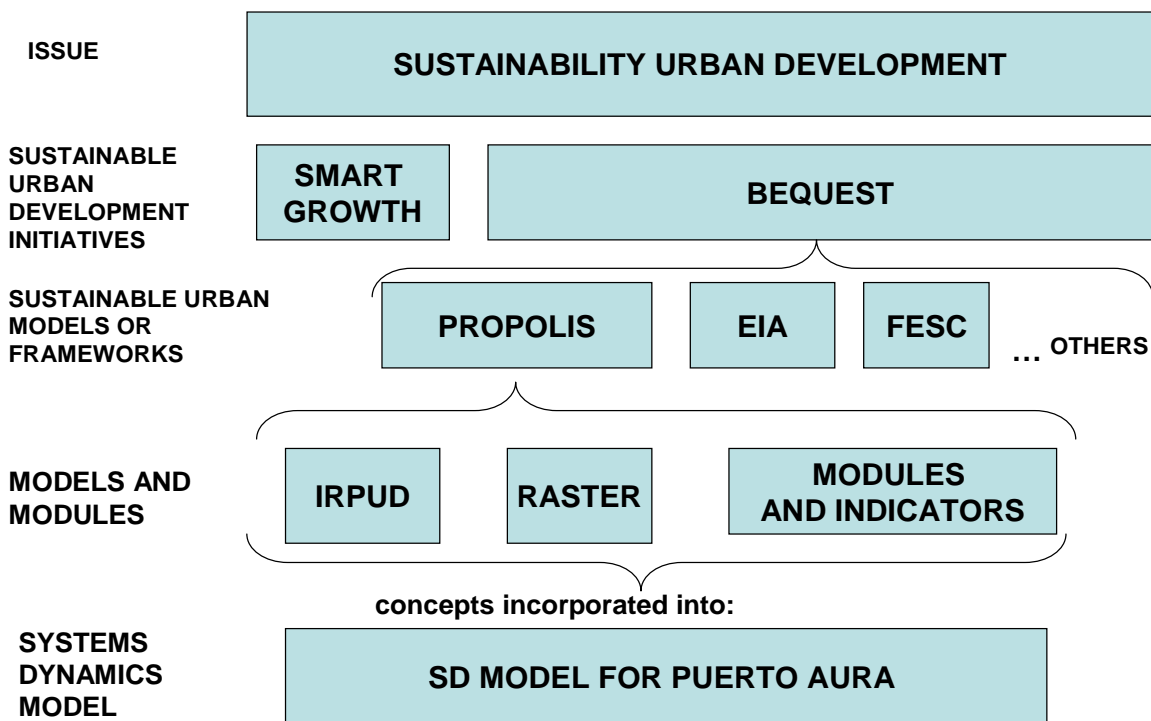 ISSUE
SUSTAINABILITY URBAN DEVELOPMENT
SUSTAINABLE
URBAN
DEVELOPMENT
INITIATIVES
SMART
GROWTH
BEQUEST
SUSTAINABLE URBAN
MODELS OR
FRAMEWORKS
PROPOLIS
EIA
FESC
... OTHERS
MODELS AND
MODULES
IRPUD
RASTER
MODULES
AND INDICATORS
concepts incorporated into:
SYSTEMS
DYNAMICS
MODEL
SD MODEL FOR PUERTO AURA